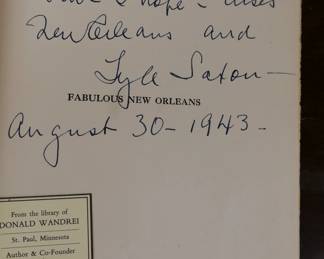 I hope - 
New Orleans and
Lyle Saxon -
FABULOUS NEW ORLEANS
August 30 - 1943 -
From the library of
DONALD WANDREI
St. Paul, Minnesota
Author & Co-Founder